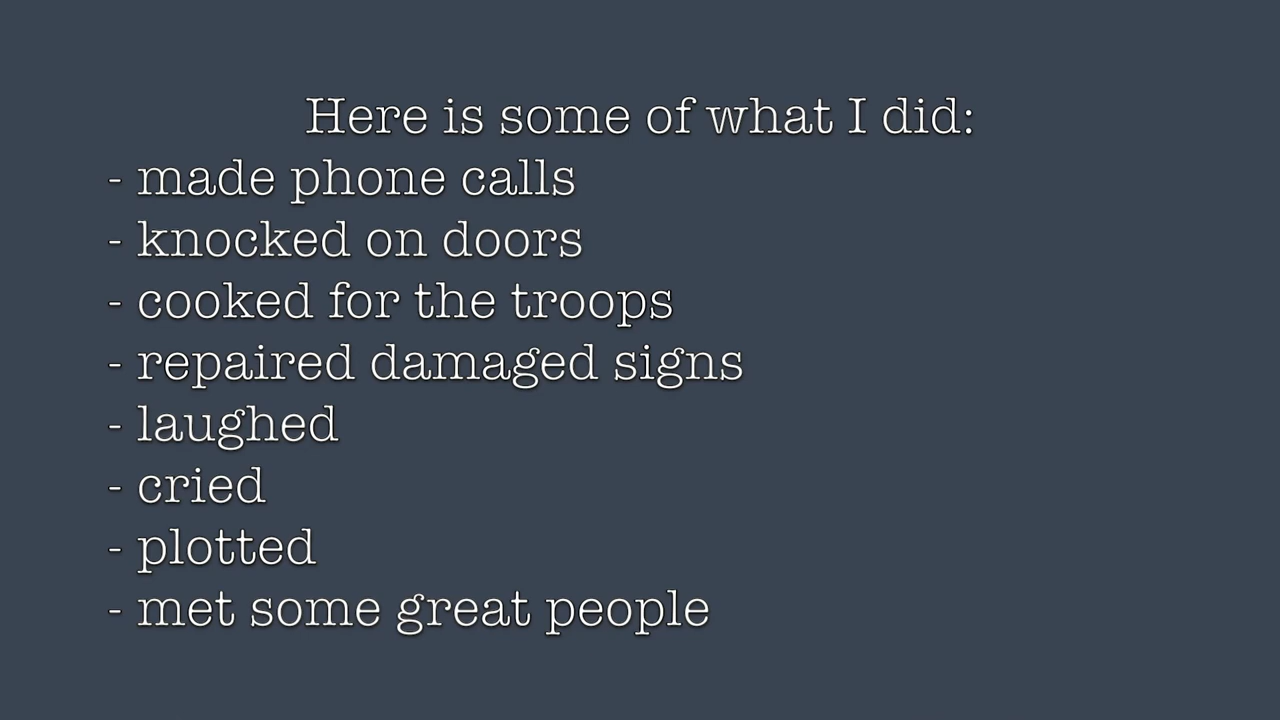 Here is some of what I did:
- made phone calls
- knocked on doors
- cooked for the troops
- repaired damaged signs
- laughed
- cried
- plotted
- met some great people